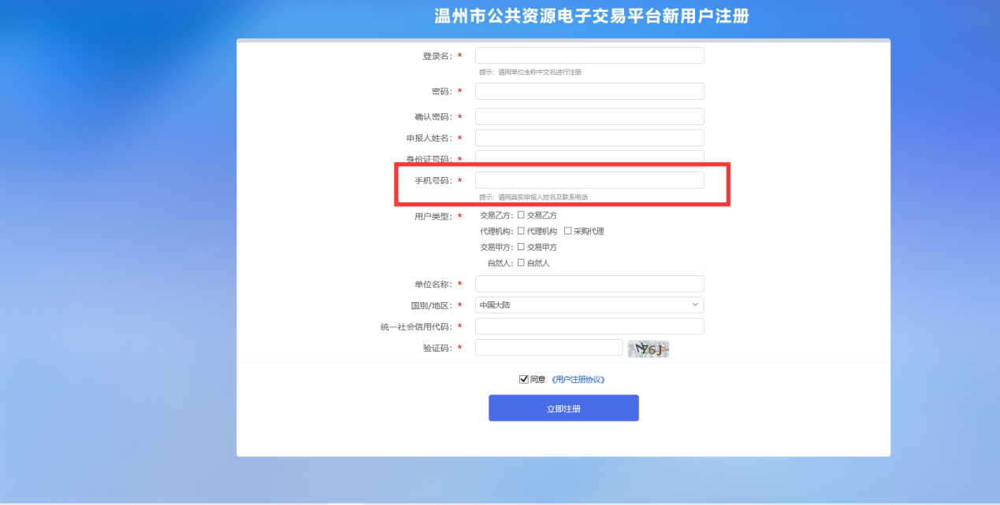 温州市公共资源电子交易平台新用户注册
登录名： *
提示：请用单位全称中文名进行注册
密码： *
确认密码： *
申报人姓名： *
身份证号码： *
手机号码： *
提示：请用真实申报人姓名及联系电话
用户类型： * 交易乙方： 交易乙方
代理机构： 代理机构 采购代理
交易甲方： 交易甲方
自然人： 自然人
单位名称： *
国别/地区： * 中国大陆
统一社会信用代码： *
验证码： * N76J
同意 《用户注册协议》
立即注册